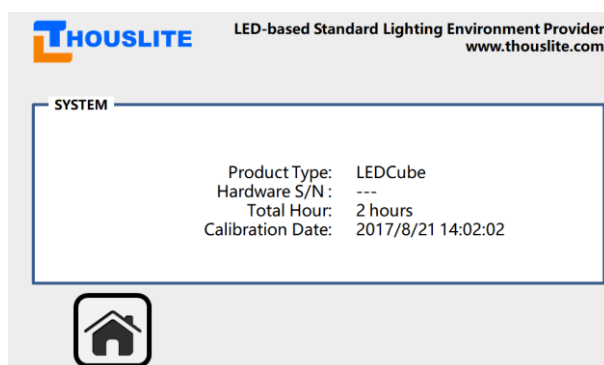 THOUSLITE
LED-based Standard Lighting Environment Provider
www.thouslite.com
SYSTEM
Product Type: LEDCube
Hardware S/N : ---
Total Hour: 2 hours
Calibration Date: 2017/8/21 14:02:02